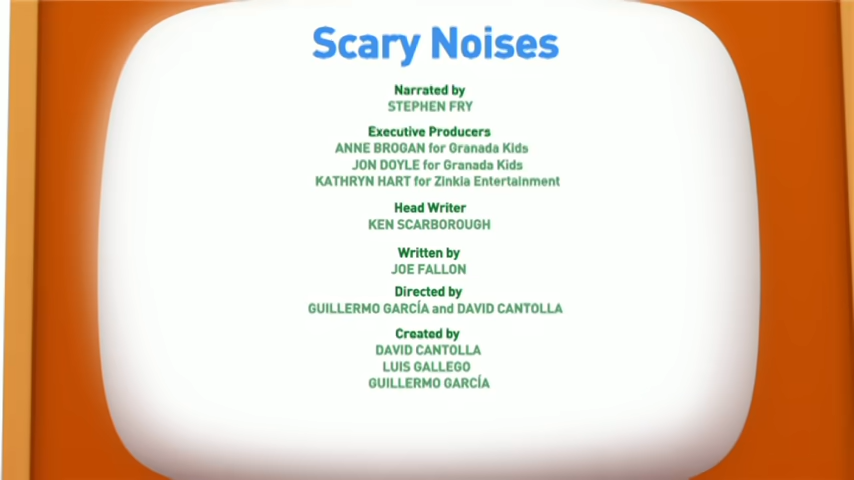 Scary Noises
Narrated by
STEPHEN FRY
Executive Producers
ANNE BROGAN for Granada Kids
JON DOYLE for Granada Kids
KATHRYN HART for Zinkia Entertainment
Head Writer
KEN SCARBOROUGH
Written by
JOE FALLON
Directed by
GUILLERMO GARCÍA and DAVID CANTOLLA
Created by
DAVID CANTOLLA
LUIS GALLEGO
GUILLERMO GARCÍA